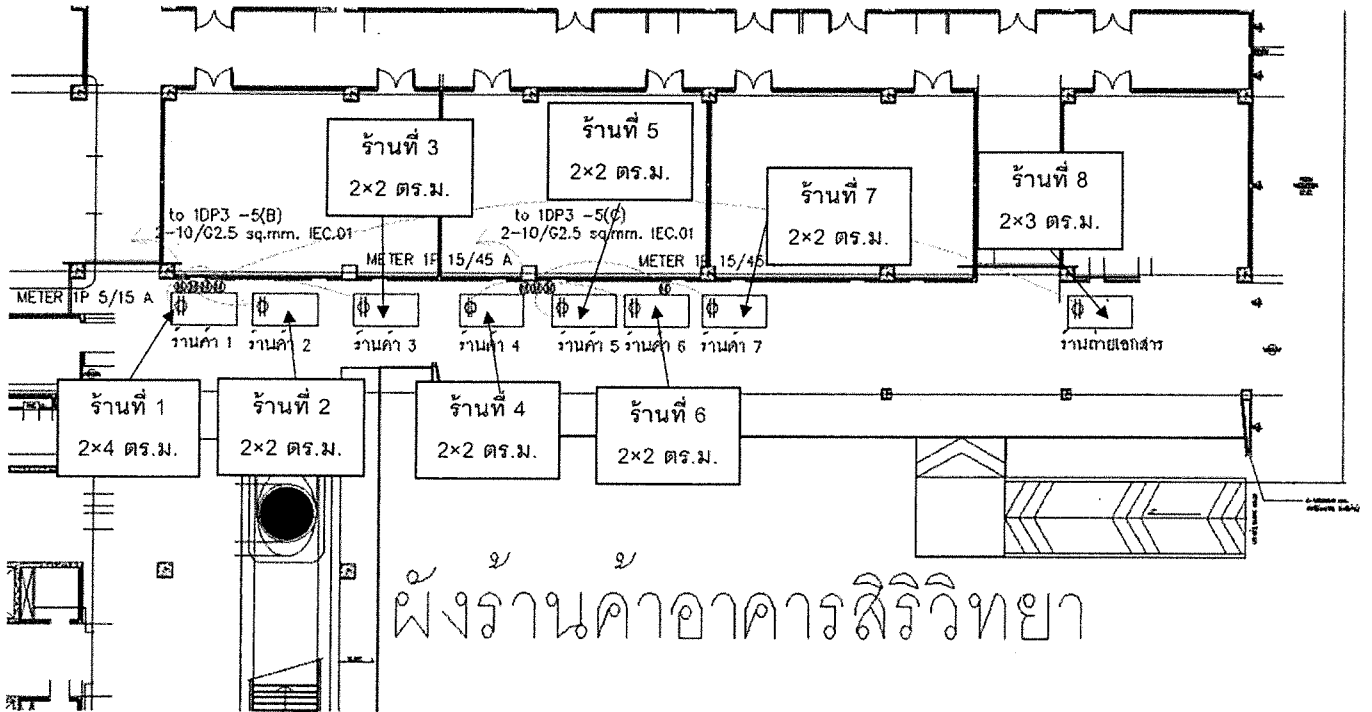 ร้านที่ 3
2×2 ตร.ม.
ร้านที่ 5
2×2 ตร.ม.
ร้านที่ 7
2×2 ตร.ม.
ร้านที่ 8
2×3 ตร.ม.
to 1DP3 -5(B)
2-10/G2.5 sq.mm. IEC.01
to 1DP3 -5(C)
2-10/G2.5 sq.mm. IEC.01
METER 1P 15/45 A
METER 1P 15/45
METER 1P 5/15 A
ร้านค้า 1
ร้านค้า 2
ร้านค้า 3
ร้านค้า 4
ร้านค้า 5
ร้านค้า 6
ร้านค้า 7
ร้านถ่ายเอกสาร
ร้านที่ 1
2×4 ตร.ม.
ร้านที่ 2
2×2 ตร.ม.
ร้านที่ 4
2×2 ตร.ม.
ร้านที่ 6
2×2 ตร.ม.
ผังร้านค้าอาคารสิริวิทยา